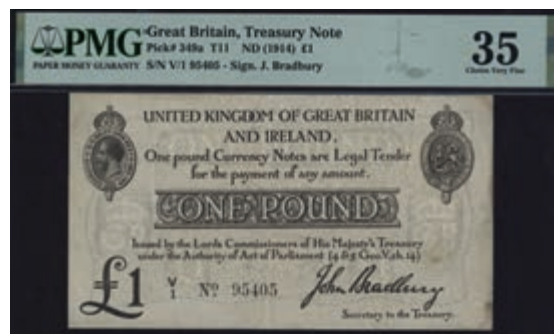 PMG
PAPER MONEY GUARANTY
Great Britain, Treasury Note
Pick# 349a T11 ND (1914) £1
S/N V/1 95405 - Sign. J. Bradbury
35
Choice Very Fine
UNITED KINGDOM OF GREAT BRITAIN
AND IRELAND.
One pound Currency Notes are Legal Tender
for the payment of any amount.
ONE POUND
Issued by the Lords Commissioners of His Majesty's Treasury
under the Authority of Act of Parliament (4 & 5 Geo.V.ch.14)
£1 V/1 No 95405 John Bradbury
Secretary to the Treasury.